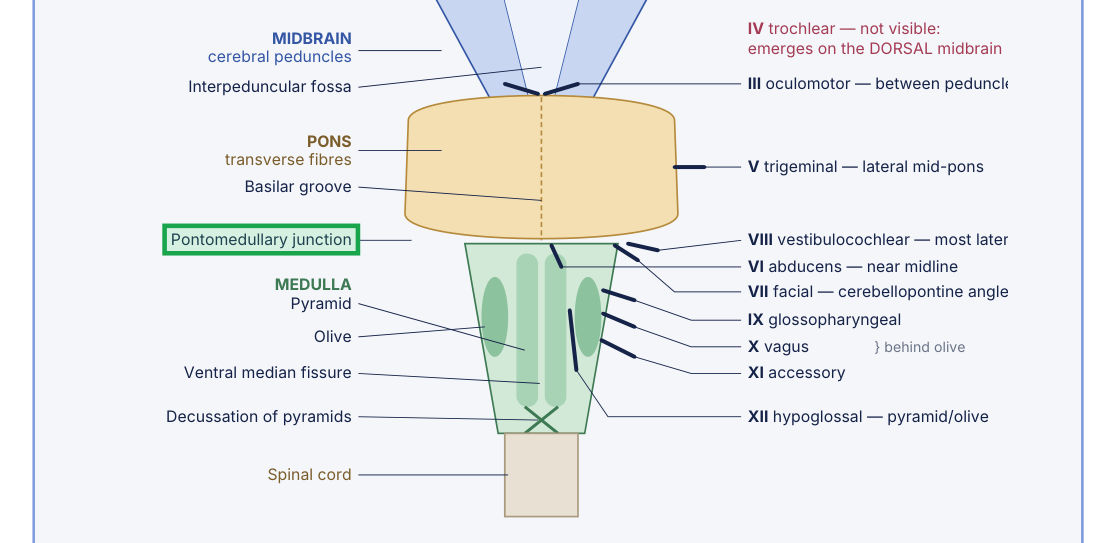 MIDBRAIN
cerebral peduncles
Interpeduncular fossa
PONS
transverse fibres
Basilar groove
Pontomedullary junction
MEDULLA
Pyramid
Olive
Ventral median fissure
Decussation of pyramids
Spinal cord
IV trochlear — not visible:
emerges on the DORSAL midbrain
III oculomotor — between
V trigeminal — lateral mid-pons
VIII vestibulocochlear — most
VI abducens — near midline
VII facial — cerebellopontine angle
IX glossopharyngeal
X vagus } behind olive
XI accessory
XII hypoglossal — pyramid/olive